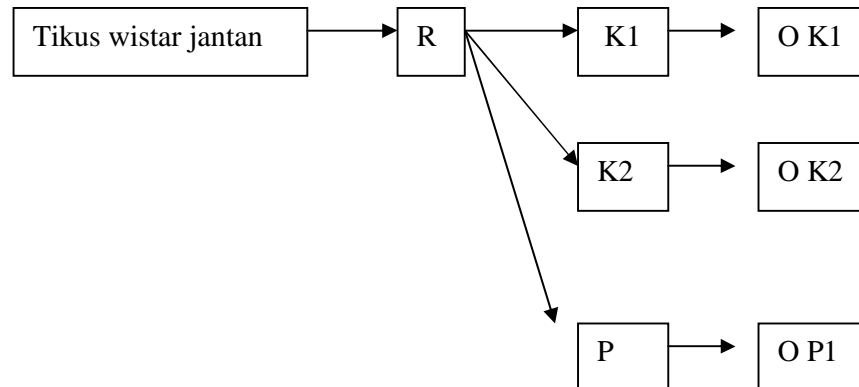 Tikus wistar jantan R K1 O K1
K2 O K2
P O P1